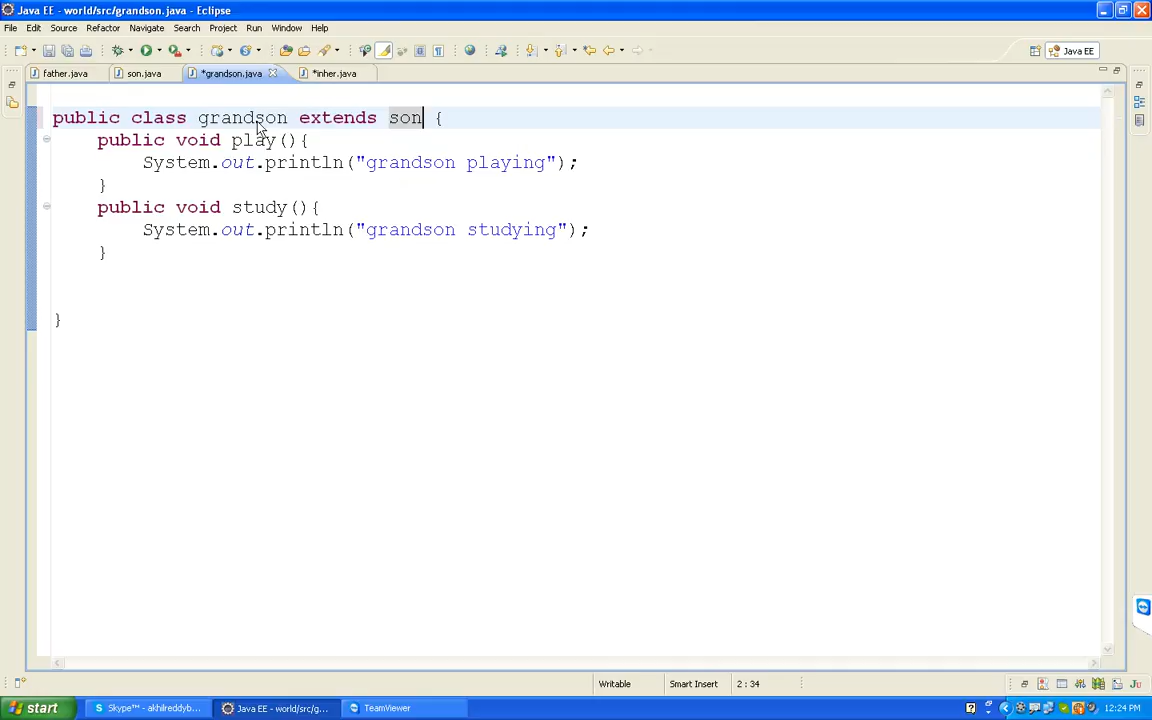 Java EE - world/src/grandson.java - Eclipse
File Edit Source Refactor Navigate Search Project Run Window Help
Java EE
father.java son.java *grandson.java *inher.java
public class grandson extends son {
public void play(){
System.out.println("grandson playing");
}
public void study(){
System.out.println("grandson studying");
}
}
Writable Smart Insert 2 : 34
start Skype™ - akhilreddyb... Java EE - world/src/g... TeamViewer 12:24 PM